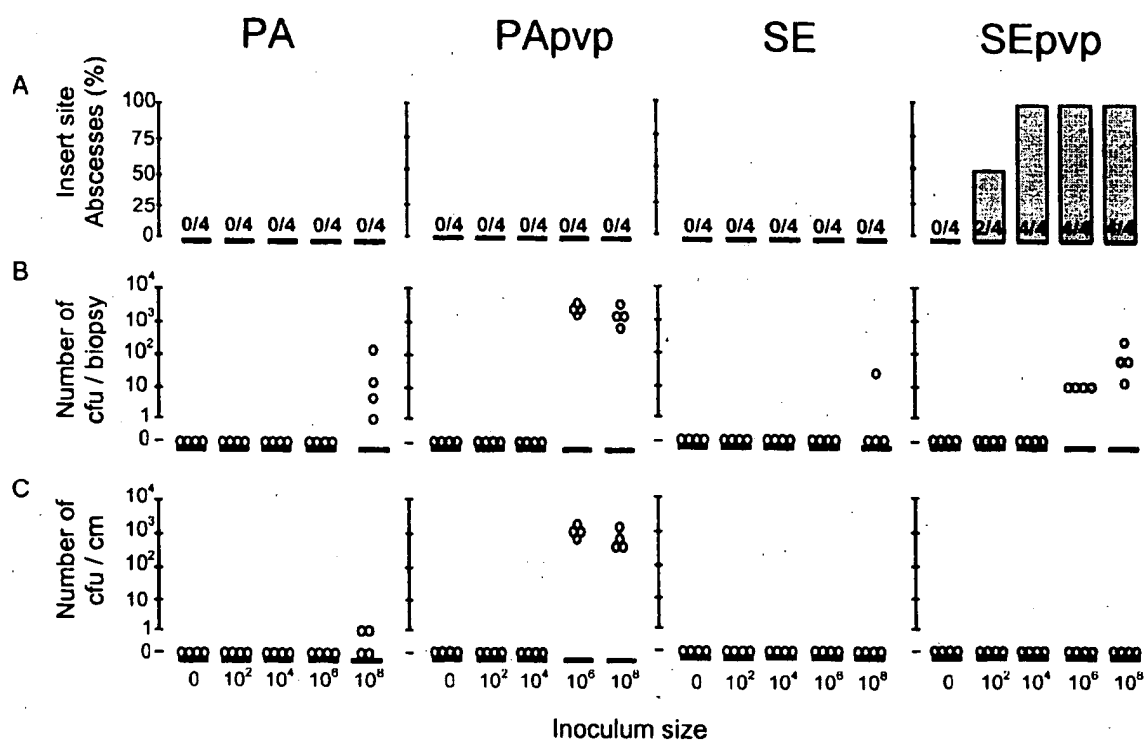 PA PApvp SE SEpvp
A
Insert site
Abscesses (%)
100
75
50
25
0
0/4 0/4 0/4 0/4 0/4
0/4 0/4 0/4 0/4 0/4
0/4 0/4 0/4 0/4 0/4
0/4 2/4 4/4 4/4 4/4
B
Number of
cfu / biopsy
10⁴
10³
10²
10
1
0
C
Number of
cfu / cm
10⁴
10³
10²
10
1
0
0 10² 10⁴ 10⁶ 10⁸
0 10² 10⁴ 10⁶ 10⁸
0 10² 10⁴ 10⁶ 10⁸
0 10² 10⁴ 10⁶ 10⁸
Inoculum size